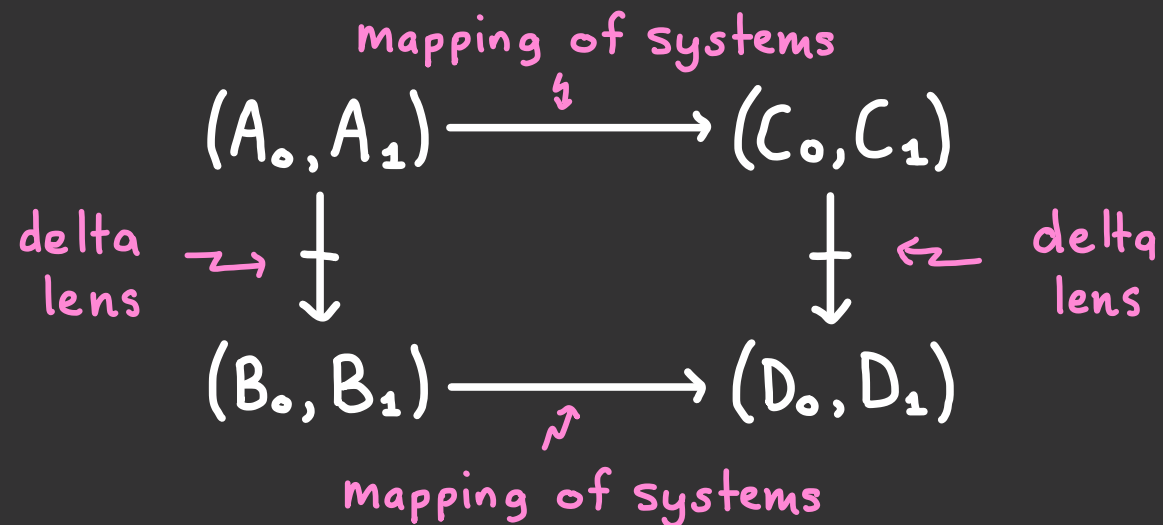 mapping of systems
(A₀, A₁) (C₀, C₁)
delta
lens
delta
lens
(B₀, B₁) (D₀, D₁)
mapping of systems